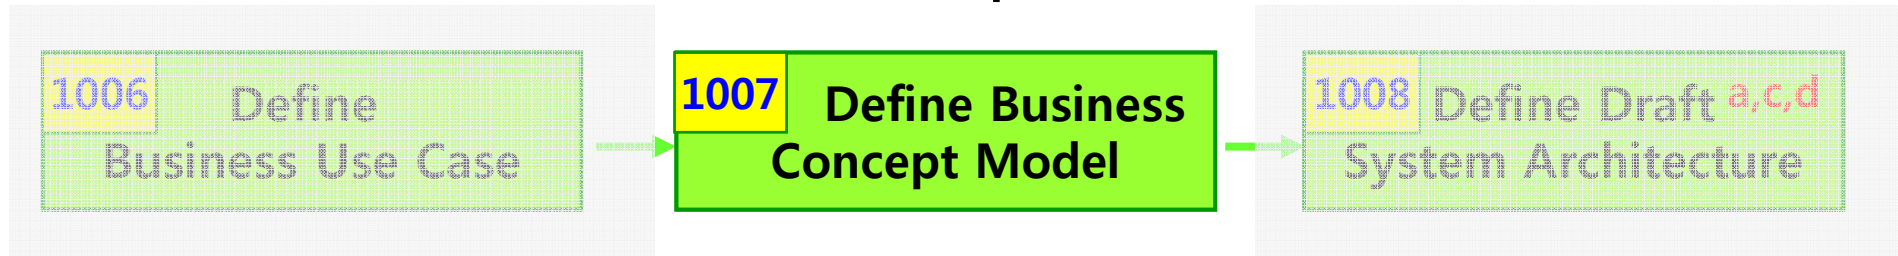 1006 Define
Business Use Case
1007 Define Business
Concept Model
1008 Define Draft a,c,d
System Architecture